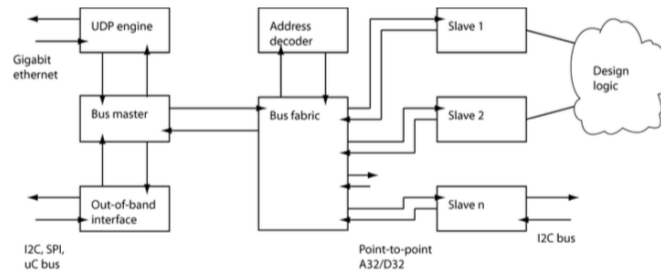 UDP engine
Address
decoder
Slave 1
Gigabit
ethernet
Design
logic
Bus master
Bus fabric
Slave 2
Out-of-band
interface
Slave n
I2C, SPI,
uC bus
Point-to-point
A32/D32
I2C bus